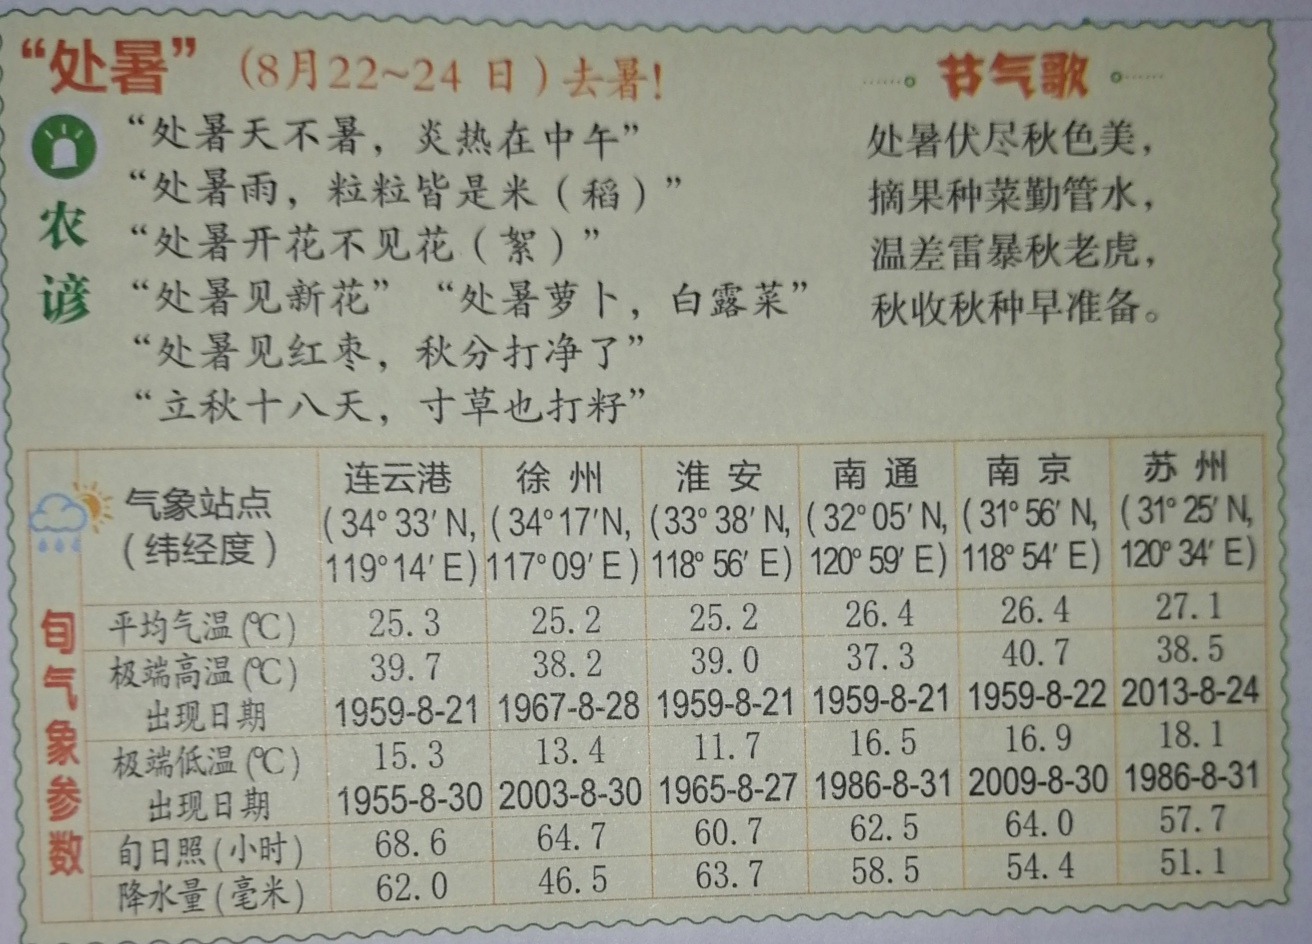 “处暑”（8月22~24日）去暑！
农谚
“处暑天不暑，炎热在中午”
“处暑雨，粒粒皆是米（稻）”
“处暑开花不见花（絮）”
“处暑见新花” “处暑萝卜，白露菜”
“处暑见红枣，秋分打净了”
“立秋十八天，寸草也打籽”
节气歌
处暑伏尽秋色美，
摘果种菜勤管水，
温差雷暴秋老虎，
秋收秋种早准备。
旬气象参数
气象站点（纬经度） 连云港（34°33′N，119°14′E） 徐州（34°17′N，117°09′E） 淮安（33°38′N，118°56′E） 南通（32°05′N，120°59′E） 南京（31°56′N，118°54′E） 苏州（31°25′N，120°34′E）
平均气温(℃) 25.3 25.2 25.2 26.4 26.4 27.1
极端高温(℃) 39.7 38.2 39.0 37.3 40.7 38.5
出现日期 1959-8-21 1967-8-28 1959-8-21 1959-8-21 1959-8-22 2013-8-24
极端低温(℃) 15.3 13.4 11.7 16.5 16.9 18.1
出现日期 1955-8-30 2003-8-30 1965-8-27 1986-8-31 2009-8-30 1986-8-31
旬日照(小时) 68.6 64.7 60.7 62.5 64.0 57.7
降水量(毫米) 62.0 46.5 63.7 58.5 54.4 51.1